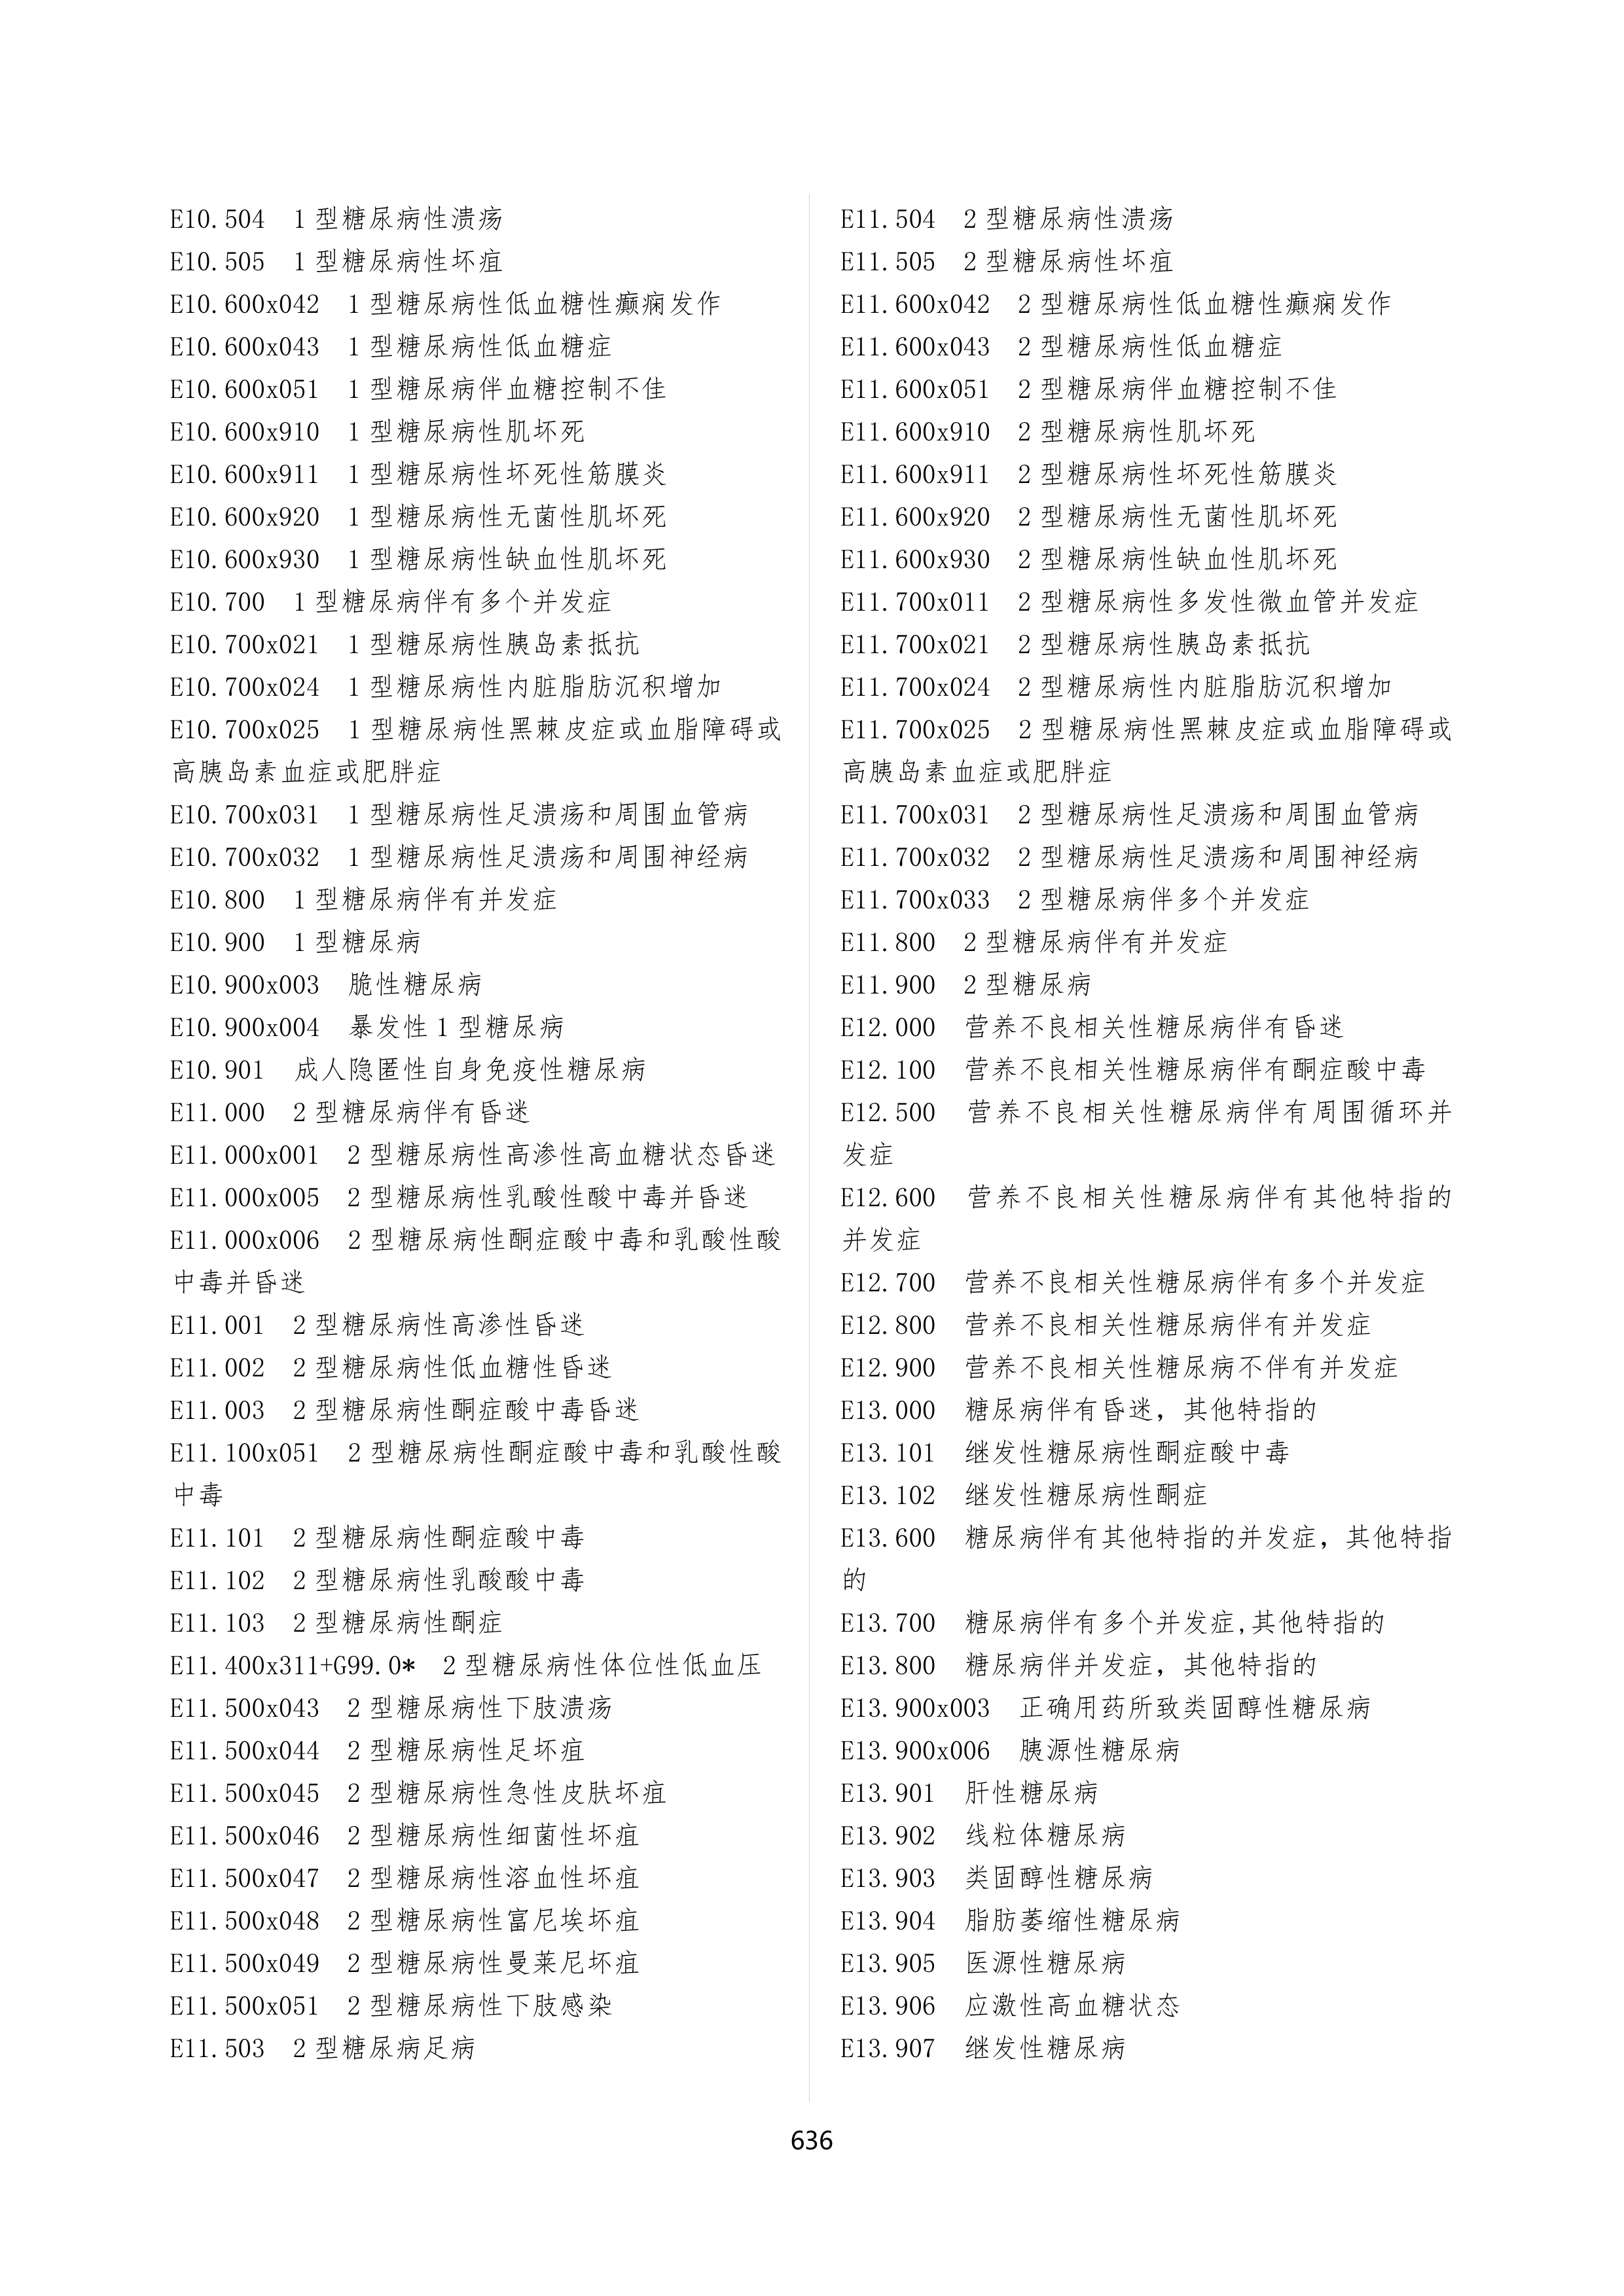 E10.504 1 型糖尿病性溃疡
E10.505 1 型糖尿病性坏疽
E10.600x042 1 型糖尿病性低血糖性癫痫发作
E10.600x043 1 型糖尿病性低血糖症
E10.600x051 1 型糖尿病伴血糖控制不佳
E10.600x910 1 型糖尿病性肌坏死
E10.600x911 1 型糖尿病性坏死性筋膜炎
E10.600x920 1 型糖尿病性无菌性肌坏死
E10.600x930 1 型糖尿病性缺血性肌坏死
E10.700 1 型糖尿病伴有多个并发症
E10.700x021 1 型糖尿病性胰岛素抵抗
E10.700x024 1 型糖尿病性内脏脂肪沉积增加
E10.700x025 1 型糖尿病性黑棘皮症或血脂障碍或
高胰岛素血症或肥胖症
E10.700x031 1 型糖尿病性足溃疡和周围血管病
E10.700x032 1 型糖尿病性足溃疡和周围神经病
E10.800 1 型糖尿病伴有并发症
E10.900 1 型糖尿病
E10.900x003 脆性糖尿病
E10.900x004 暴发性 1 型糖尿病
E10.901 成人隐匿性自身免疫性糖尿病
E11.000 2 型糖尿病伴有昏迷
E11.000x001 2 型糖尿病性高渗性高血糖状态昏迷
E11.000x005 2 型糖尿病性乳酸性酸中毒并昏迷
E11.000x006 2 型糖尿病性酮症酸中毒和乳酸性酸
中毒并昏迷
E11.001 2 型糖尿病性高渗性昏迷
E11.002 2 型糖尿病性低血糖性昏迷
E11.003 2 型糖尿病性酮症酸中毒昏迷
E11.100x051 2 型糖尿病性酮症酸中毒和乳酸性酸
中毒
E11.101 2 型糖尿病性酮症酸中毒
E11.102 2 型糖尿病性乳酸酸中毒
E11.103 2 型糖尿病性酮症
E11.400x311+G99.0* 2 型糖尿病性体位性低血压
E11.500x043 2 型糖尿病性下肢溃疡
E11.500x044 2 型糖尿病性足坏疽
E11.500x045 2 型糖尿病性急性皮肤坏疽
E11.500x046 2 型糖尿病性细菌性坏疽
E11.500x047 2 型糖尿病性溶血性坏疽
E11.500x048 2 型糖尿病性富尼埃坏疽
E11.500x049 2 型糖尿病性曼莱尼坏疽
E11.500x051 2 型糖尿病性下肢感染
E11.503 2 型糖尿病足病
E11.504 2 型糖尿病性溃疡
E11.505 2 型糖尿病性坏疽
E11.600x042 2 型糖尿病性低血糖性癫痫发作
E11.600x043 2 型糖尿病性低血糖症
E11.600x051 2 型糖尿病伴血糖控制不佳
E11.600x910 2 型糖尿病性肌坏死
E11.600x911 2 型糖尿病性坏死性筋膜炎
E11.600x920 2 型糖尿病性无菌性肌坏死
E11.600x930 2 型糖尿病性缺血性肌坏死
E11.700x011 2 型糖尿病性多发性微血管并发症
E11.700x021 2 型糖尿病性胰岛素抵抗
E11.700x024 2 型糖尿病性内脏脂肪沉积增加
E11.700x025 2 型糖尿病性黑棘皮症或血脂障碍或
高胰岛素血症或肥胖症
E11.700x031 2 型糖尿病性足溃疡和周围血管病
E11.700x032 2 型糖尿病性足溃疡和周围神经病
E11.700x033 2 型糖尿病伴多个并发症
E11.800 2 型糖尿病伴有并发症
E11.900 2 型糖尿病
E12.000 营养不良相关性糖尿病伴有昏迷
E12.100 营养不良相关性糖尿病伴有酮症酸中毒
E12.500 营养不良相关性糖尿病伴有周围循环并
发症
E12.600 营养不良相关性糖尿病伴有其他特指的
并发症
E12.700 营养不良相关性糖尿病伴有多个并发症
E12.800 营养不良相关性糖尿病伴有并发症
E12.900 营养不良相关性糖尿病不伴有并发症
E13.000 糖尿病伴有昏迷，其他特指的
E13.101 继发性糖尿病性酮症酸中毒
E13.102 继发性糖尿病性酮症
E13.600 糖尿病伴有其他特指的并发症，其他特指
的
E13.700 糖尿病伴有多个并发症,其他特指的
E13.800 糖尿病伴并发症，其他特指的
E13.900x003 正确用药所致类固醇性糖尿病
E13.900x006 胰源性糖尿病
E13.901 肝性糖尿病
E13.902 线粒体糖尿病
E13.903 类固醇性糖尿病
E13.904 脂肪萎缩性糖尿病
E13.905 医源性糖尿病
E13.906 应激性高血糖状态
E13.907 继发性糖尿病
636